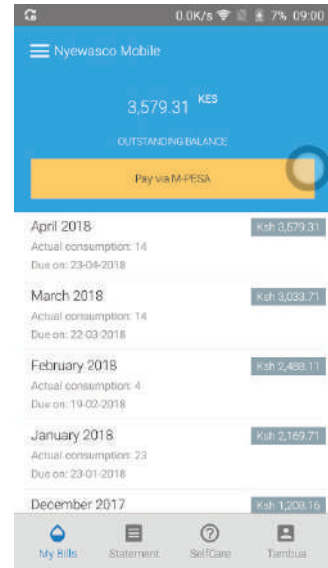 0.0K/s 7% 09:00
Nyewasco Mobile
3,579.31 KES
OUTSTANDING BALANCE
Pay via M-PESA
April 2018 Ksh 3,579.31
Actual consumption: 14
Due on: 23-04-2018
March 2018 Ksh 3,033.71
Actual consumption: 14
Due on: 22-03-2018
February 2018 Ksh 2,488.11
Actual consumption: 4
Due on: 19-02-2018
January 2018 Ksh 2,169.71
Actual consumption: 23
Due on: 23-01-2018
December 2017 Ksh 1,208.16
My Bills Statement SelfCare Tambua